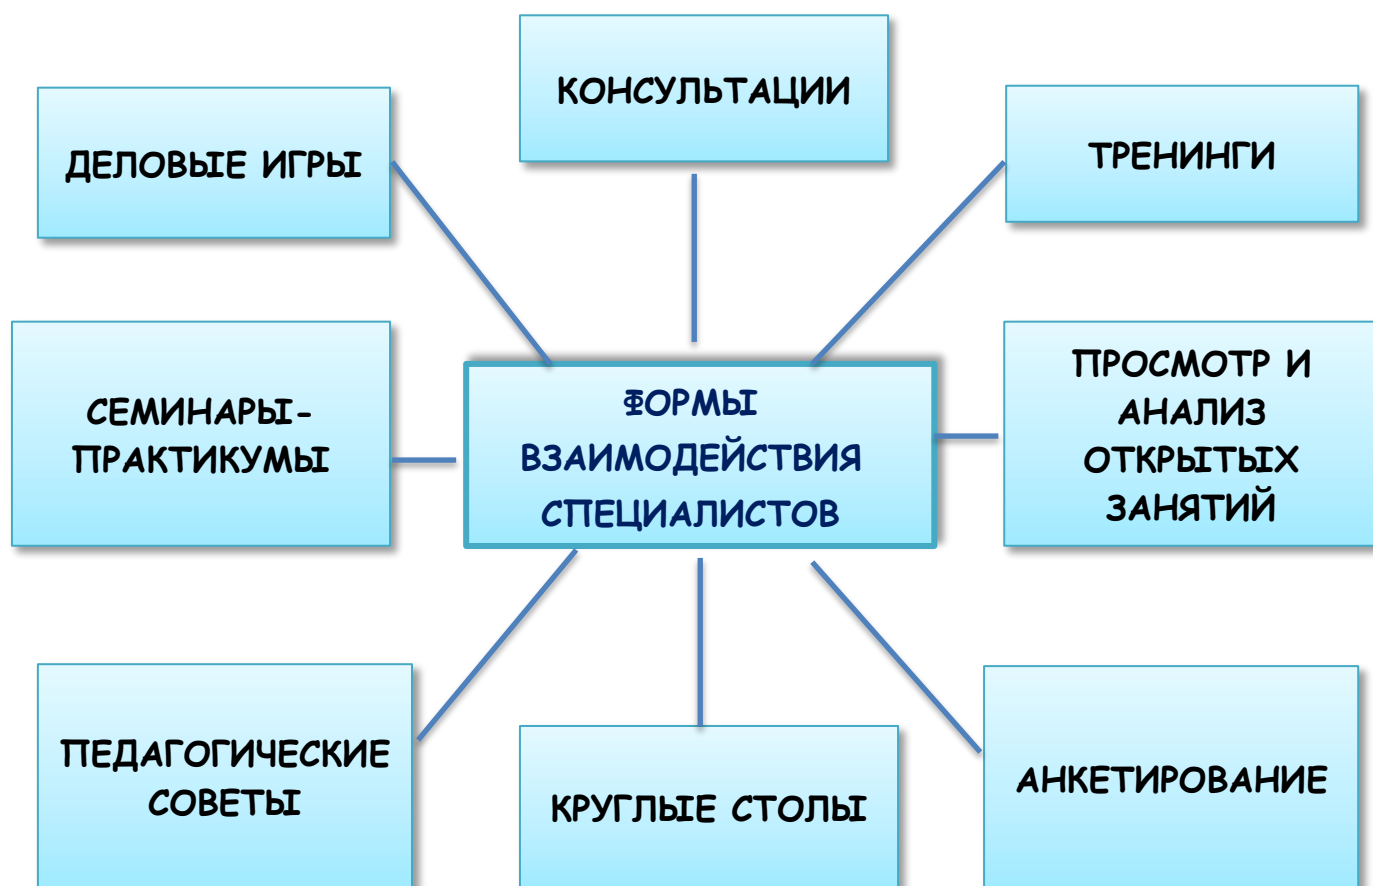 КОНСУЛЬТАЦИИ
ДЕЛОВЫЕ ИГРЫ
ТРЕНИНГИ
СЕМИНАРЫ-
ПРАКТИКУМЫ
ФОРМЫ
ВЗАИМОДЕЙСТВИЯ
СПЕЦИАЛИСТОВ
ПРОСМОТР И
АНАЛИЗ
ОТКРЫТЫХ
ЗАНЯТИЙ
ПЕДАГОГИЧЕСКИЕ
СОВЕТЫ
КРУГЛЫЕ СТОЛЫ
АНКЕТИРОВАНИЕ